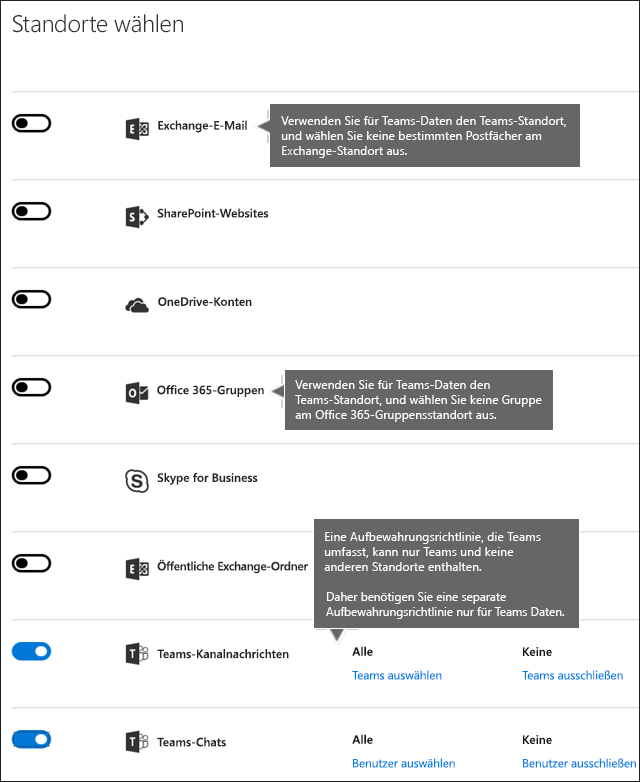 Standorte wählen
Exchange-E-Mail
Verwenden Sie für Teams-Daten den Teams-Standort,
und wählen Sie keine bestimmten Postfächer am
Exchange-Standort aus.
SharePoint-Websites
OneDrive-Konten
Office 365-Gruppen
Verwenden Sie für Teams-Daten den
Teams-Standort, und wählen Sie keine Gruppe
am Office 365-Gruppensstandort aus.
Skype for Business
Eine Aufbewahrungsrichtlinie, die Teams
umfasst, kann nur Teams und keine
anderen Standorte enthalten.
Daher benötigen Sie eine separate
Aufbewahrungsrichtlinie nur für Teams Daten.
Öffentliche Exchange-Ordner
Teams-Kanalnachrichten
Alle
Keine
Teams auswählen
Teams ausschließen
Teams-Chats
Alle
Keine
Benutzer auswählen
Benutzer ausschließen